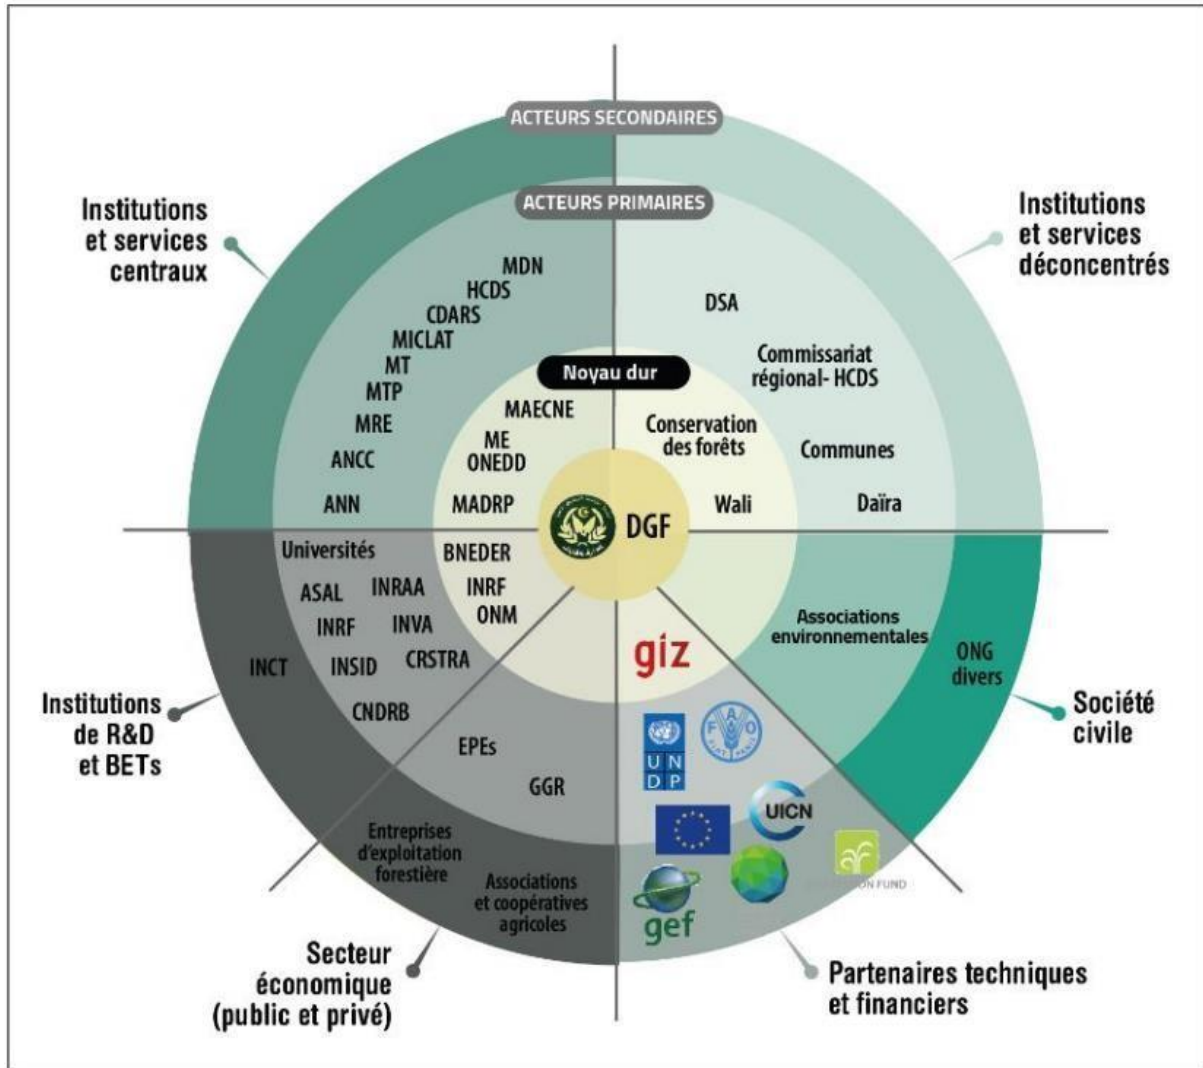 ACTEURS SECONDAIRES
ACTEURS PRIMAIRES
Noyau dur
Institutions
et services
centraux
MDN
HCDS
CDARS
MICLAT
MT
MTP
MRE
ANCC
ANN
MAECNE
ME
ONEDD
MADRP
Institutions
et services
déconcentrés
DSA
Commissariat
régional- HCDS
Communes
Daïra
Conservation
des forêts
Wali
DGF
Institutions
de R&D
et BETs
Universités
ASAL
INRAA
INRF
INVA
INSID
CRSTRA
CNDRB
INCT
BNEDER
INRF
ONM
Associations
environnementales
ONG
divers
Société
civile
Secteur
économique
(public et privé)
EPEs
GGR
Entreprises
d'exploitation
forestière
Associations
et coopératives
agricoles
Partenaires techniques
et financiers
giz
U N
D P
F A O
FIAT PANIS
UICN
gef
FUND